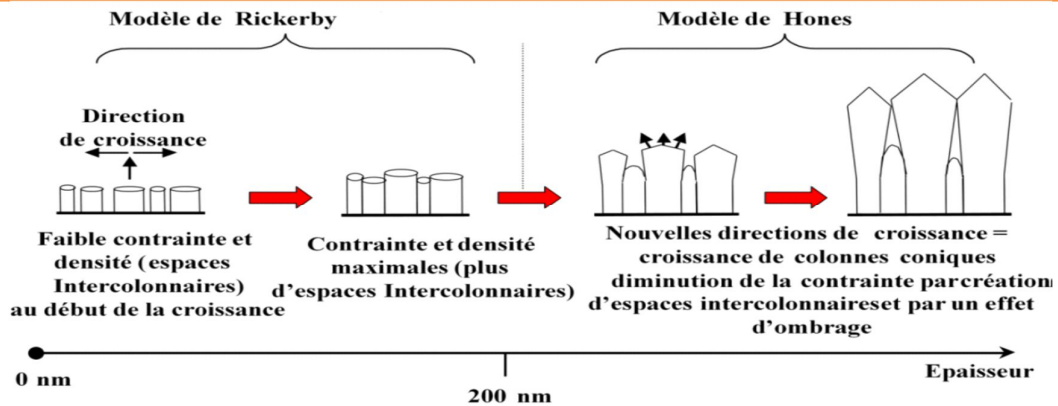 Modèle de Rickerby
Modèle de Hones
Direction
de croissance
Faible contrainte et
densité (espaces
Intercolonnaires)
au début de la croissance
Contrainte et densité
maximales (plus
d'espaces Intercolonnaires)
Nouvelles directions de croissance =
croissance de colonnes coniques
diminution de la contrainte parcréation
d'espaces intercolonnaireset par un effet
d'ombrage
0 nm
200 nm
Epaisseur